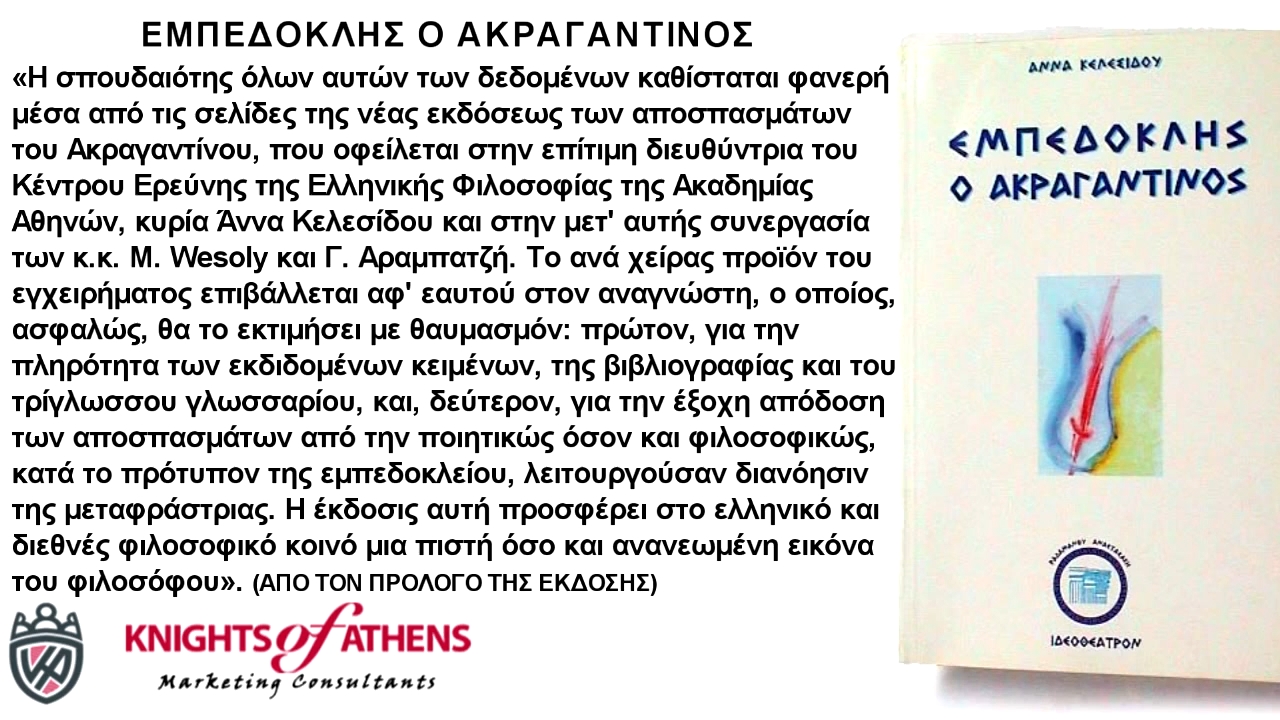 ΕΜΠΕΔΟΚΛΗΣ Ο ΑΚΡΑΓΑΝΤΙΝΟΣ
«Η σπουδαιότης όλων αυτών των δεδομένων καθίσταται φανερή
μέσα από τις σελίδες της νέας εκδόσεως των αποσπασμάτων
του Ακραγαντίνου, που οφείλεται στην επίτιμη διευθύντρια του
Κέντρου Ερεύνης της Ελληνικής Φιλοσοφίας της Ακαδημίας
Αθηνών, κυρία Άννα Κελεσίδου και στην μετ' αυτής συνεργασία
των κ.κ. M. Wesoly και Γ. Αραμπατζή. Το ανά χείρας προϊόν του
εγχειρήματος επιβάλλεται αφ' εαυτού στον αναγνώστη, ο οποίος,
ασφαλώς, θα το εκτιμήσει με θαυμασμόν: πρώτον, για την
πληρότητα των εκδιδομένων κειμένων, της βιβλιογραφίας και του
τρίγλωσσου γλωσσαρίου, και, δεύτερον, για την έξοχη απόδοση
των αποσπασμάτων από την ποιητικώς όσον και φιλοσοφικώς,
κατά το πρότυπον της εμπεδοκλείου, λειτουργούσαν διανόησιν
της μεταφράστριας. Η έκδοσις αυτή προσφέρει στο ελληνικό και
διεθνές φιλοσοφικό κοινό μια πιστή όσο και ανανεωμένη εικόνα
του φιλοσόφου». (ΑΠΟ ΤΟΝ ΠΡΟΛΟΓΟ ΤΗΣ ΕΚΔΟΣΗΣ)
KNIGHTS of ATHENS
Marketing Consultants
ΑΝΝΑ ΚΕΛΕΣΙΔΟΥ
ΕΜΠΕΔΟΚΛΗΣ
Ο ΑΚΡΑΓΑΝΤΙΝΟΣ
ΡΑΔΑΜΑΝΘΥ ΑΝΑΣΤΑΣΑΚΗ
ΙΔΕΟΘΕΑΤΡΟΝ